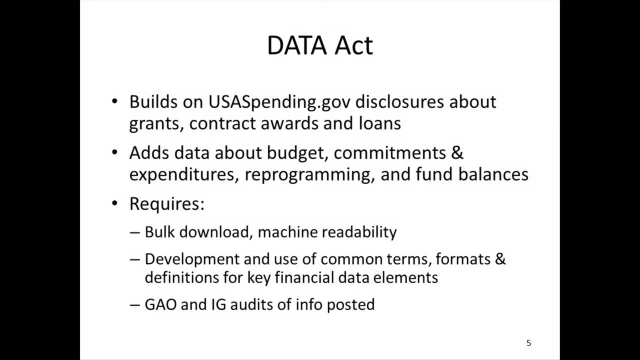 DATA Act
• Builds on USASpending.gov disclosures about
grants, contract awards and loans
• Adds data about budget, commitments &
expenditures, reprogramming, and fund balances
• Requires:
– Bulk download, machine readability
– Development and use of common terms, formats &
definitions for key financial data elements
– GAO and IG audits of info posted
5